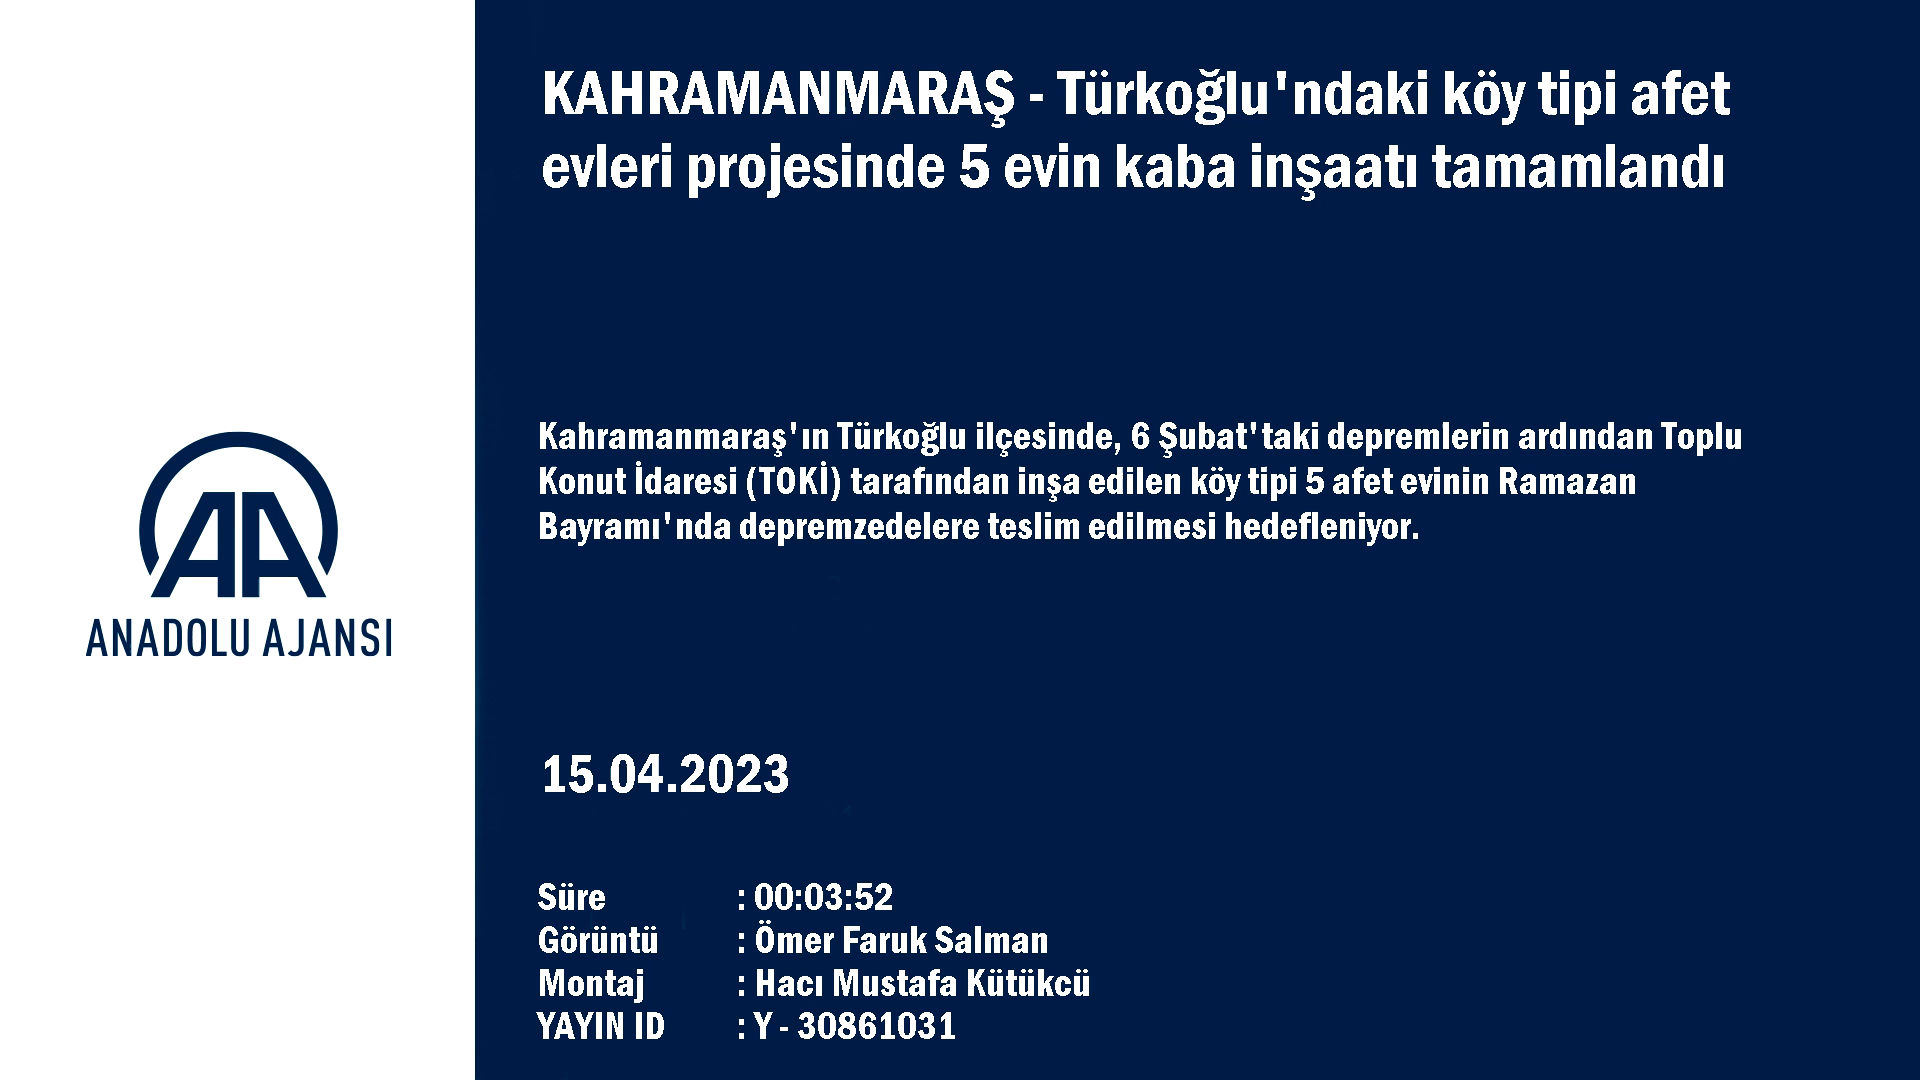 KAHRAMANMARAŞ - Türkoğlu'ndaki köy tipi afet
evleri projesinde 5 evin kaba inşaatı tamamlandı
Kahramanmaraş'ın Türkoğlu ilçesinde, 6 Şubat'taki depremlerin ardından Toplu
Konut İdaresi (TOKİ) tarafından inşa edilen köy tipi 5 afet evinin Ramazan
Bayramı'nda depremzedelere teslim edilmesi hedefleniyor.
AA
ANADOLU AJANSI
15.04.2023
Süre : 00:03:52
Görüntü : Ömer Faruk Salman
Montaj : Hacı Mustafa Kütükcü
YAYIN ID : Y - 30861031